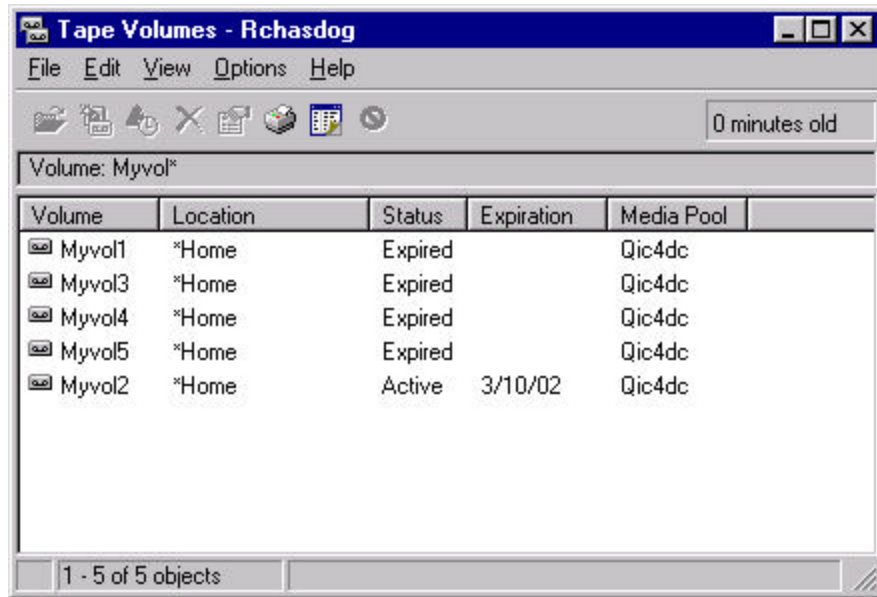 Tape Volumes - Rchasdog
File Edit View Options Help
0 minutes old
Volume: Myvol*
Volume Location Status Expiration Media Pool
Myvol1 *Home Expired Qic4dc
Myvol3 *Home Expired Qic4dc
Myvol4 *Home Expired Qic4dc
Myvol5 *Home Expired Qic4dc
Myvol2 *Home Active 3/10/02 Qic4dc
1 - 5 of 5 objects